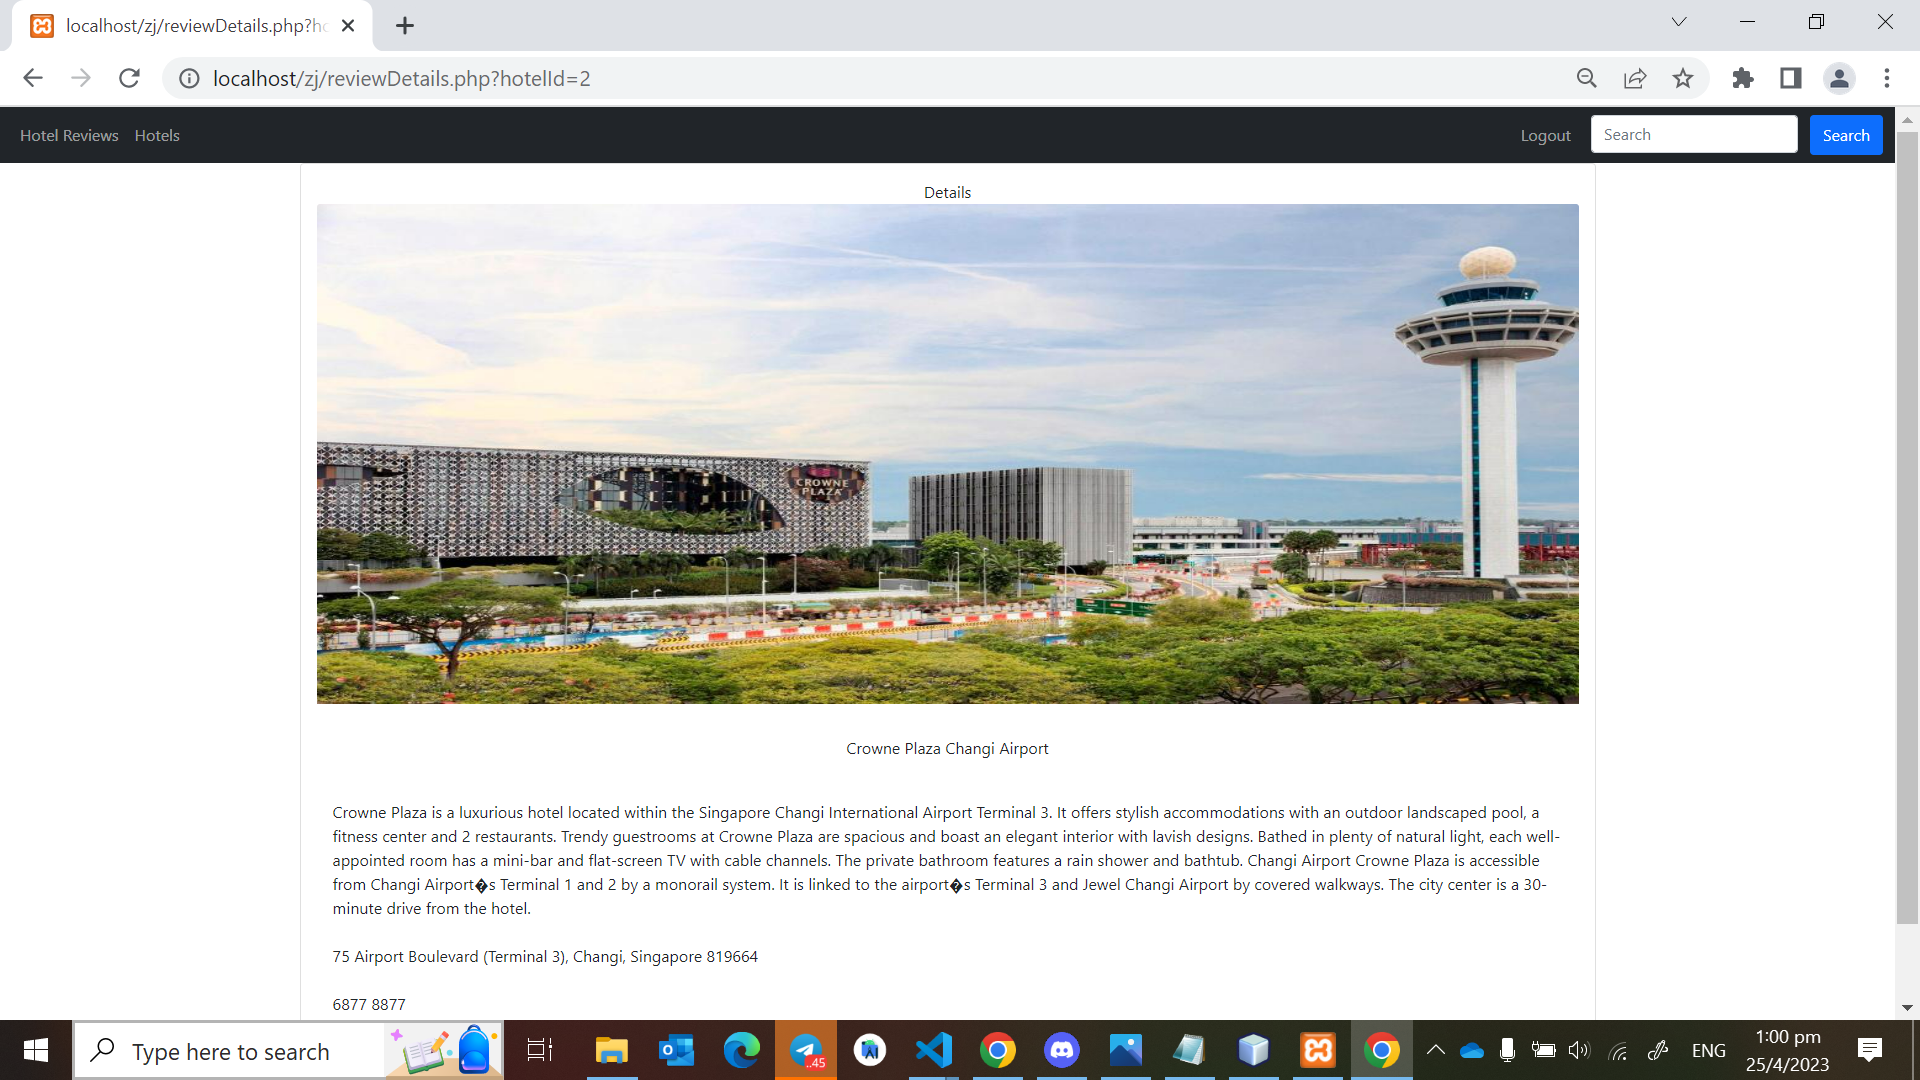 localhost/zj/reviewDetails.php?ho
localhost/zj/reviewDetails.php?hotelId=2
Hotel Reviews
Hotels
Logout
Search
Search
Details
CROWNE
PLAZA
Crowne Plaza Changi Airport
Crowne Plaza is a luxurious hotel located within the Singapore Changi International Airport Terminal 3. It offers stylish accommodations with an outdoor landscaped pool, a
fitness center and 2 restaurants. Trendy guestrooms at Crowne Plaza are spacious and boast an elegant interior with lavish designs. Bathed in plenty of natural light, each well-
appointed room has a mini-bar and flat-screen TV with cable channels. The private bathroom features a rain shower and bathtub. Changi Airport Crowne Plaza is accessible
from Changi Airport�s Terminal 1 and 2 by a monorail system. It is linked to the airport�s Terminal 3 and Jewel Changi Airport by covered walkways. The city center is a 30-
minute drive from the hotel.
75 Airport Boulevard (Terminal 3), Changi, Singapore 819664
6877 8877
Type here to search
..45
ENG
1:00 pm
25/4/2023